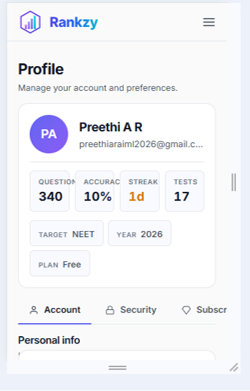 Rankzy
Profile
Manage your account and preferences.
PA
Preethi A R
preethiaraiml2026@gmail.c...
QUESTION ACCURAC STREAK TESTS
340 10% 1d 17
TARGET NEET YEAR 2026
PLAN Free
Account Security Subscr
Personal info